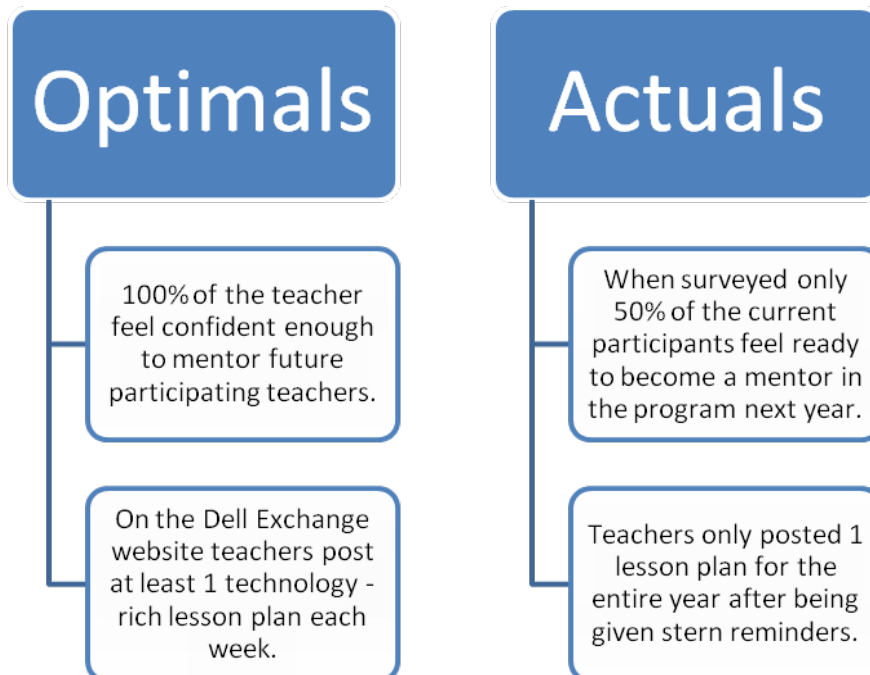 Optimals
100% of the teacher
feel confident enough
to mentor future
participating teachers.
On the Dell Exchange
website teachers post
at least 1 technology -
rich lesson plan each
week.
Actuals
When surveyed only
50% of the current
participants feel ready
to become a mentor in
the program next year.
Teachers only posted 1
lesson plan for the
entire year after being
given stern reminders.